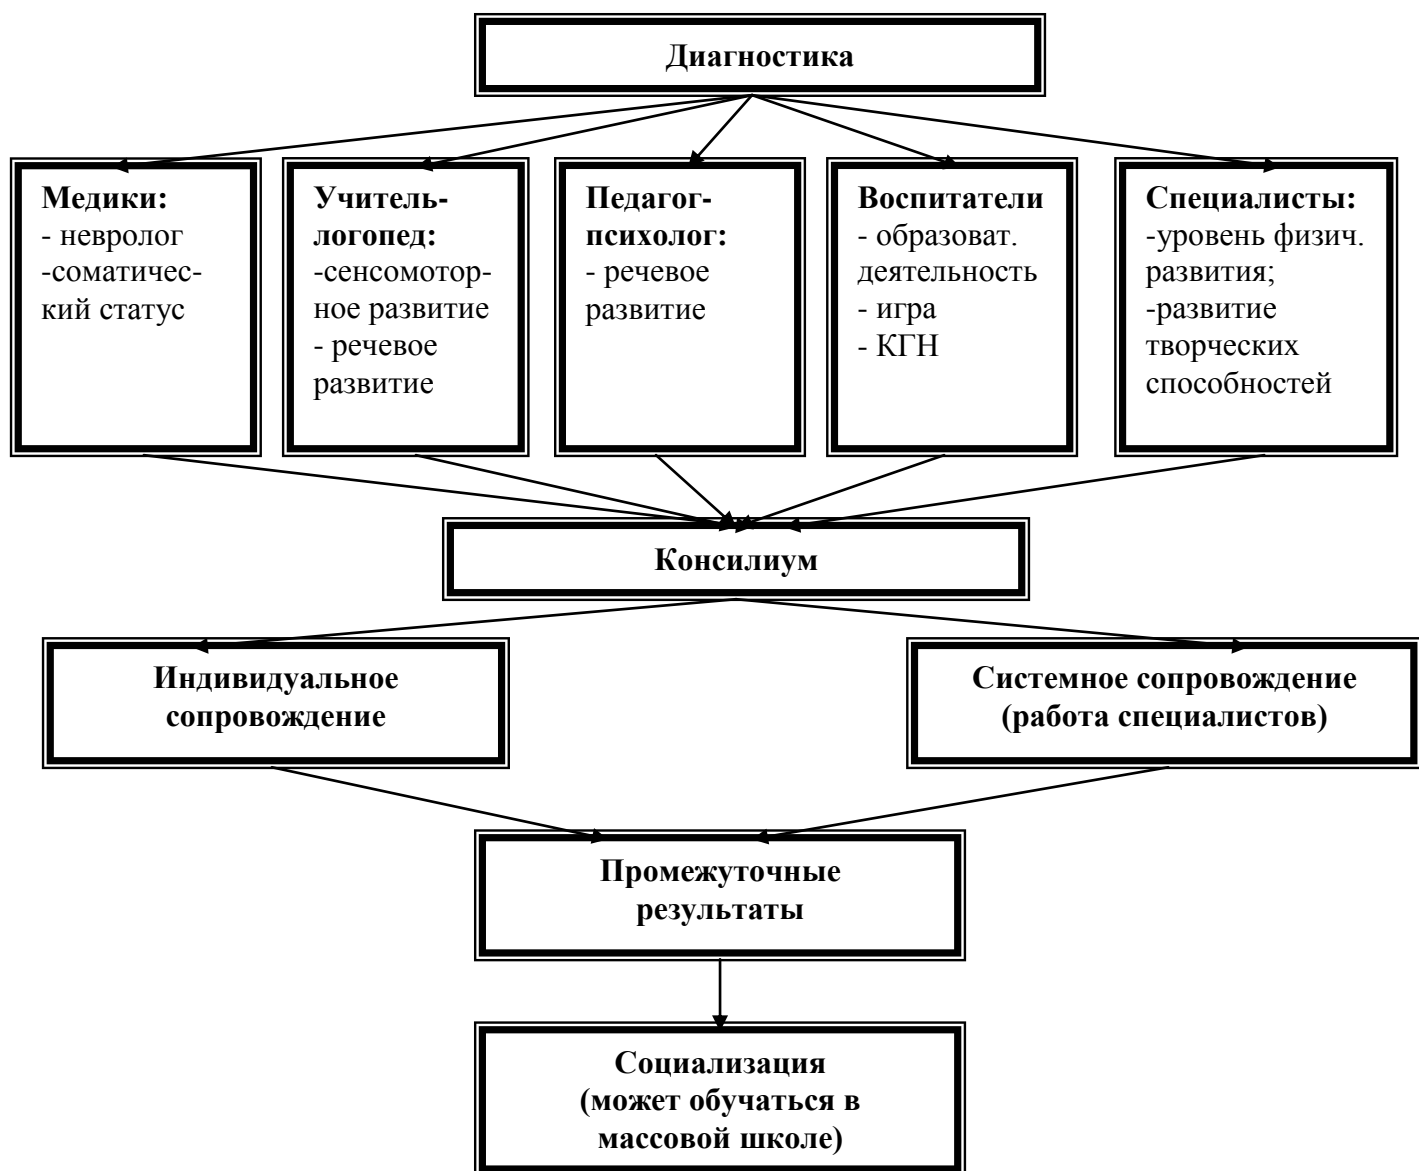 Диагностика
Медики:
- невролог
-соматичес-
кий статус
Учитель-
логопед:
-сенсомотор-
ное развитие
- речевое
развитие
Педагог-
психолог:
- речевое
развитие
Воспитатели
- образоват.
деятельность
- игра
- КГН
Специалисты:
-уровень физич.
развития;
-развитие
творческих
способностей
Консилиум
Индивидуальное
сопровождение
Системное сопровождение
(работа специалистов)
Промежуточные
результаты
Социализация
(может обучаться в
массовой школе)